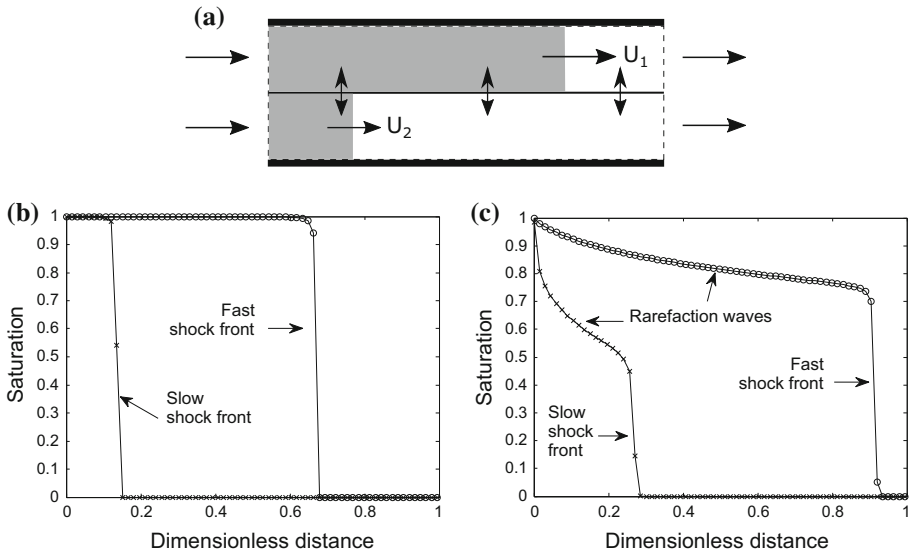 (a)
U1
U2
(b)
1
0.9
0.8
0.7
0.6
0.5
0.4
0.3
0.2
0.1
0
Saturation
Fast
shock front
Slow
shock front
0
0.2
0.4
0.6
0.8
1
Dimensionless distance
(c)
1
0.9
0.8
0.7
0.6
0.5
0.4
0.3
0.2
0.1
0
Saturation
Rarefaction waves
Fast
shock front
Slow
shock
front
0
0.2
0.4
0.6
0.8
1
Dimensionless distance